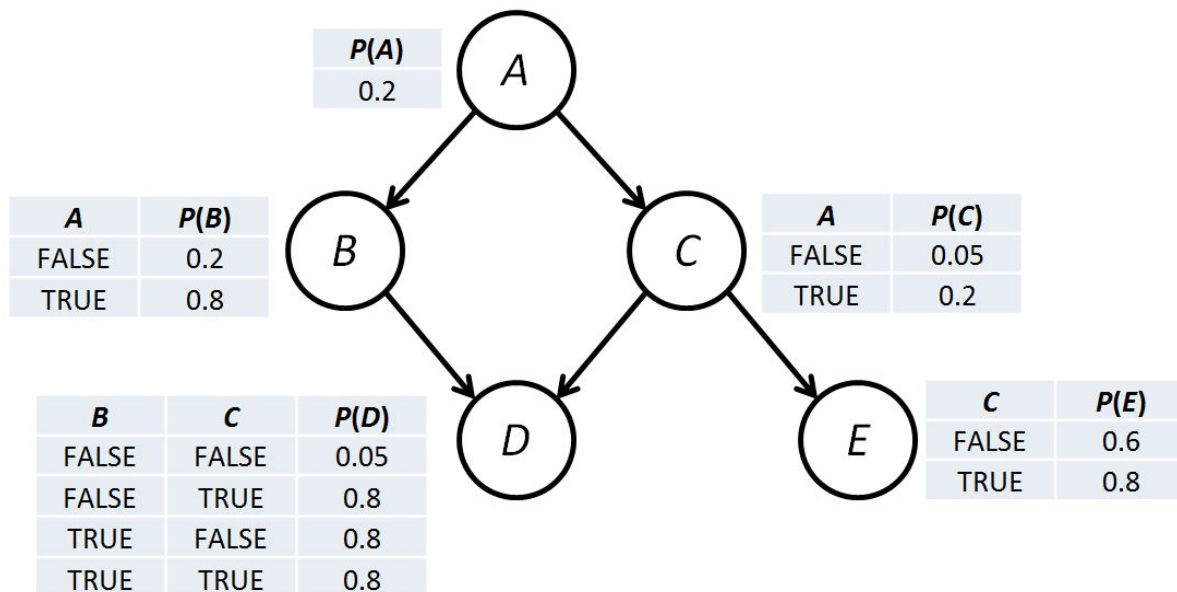 P(A)
0.2
A
A P(B)
FALSE 0.2
TRUE 0.8
B
C
A P(C)
FALSE 0.05
TRUE 0.2
B C P(D)
FALSE FALSE 0.05
FALSE TRUE 0.8
TRUE FALSE 0.8
TRUE TRUE 0.8
D
E
C P(E)
FALSE 0.6
TRUE 0.8